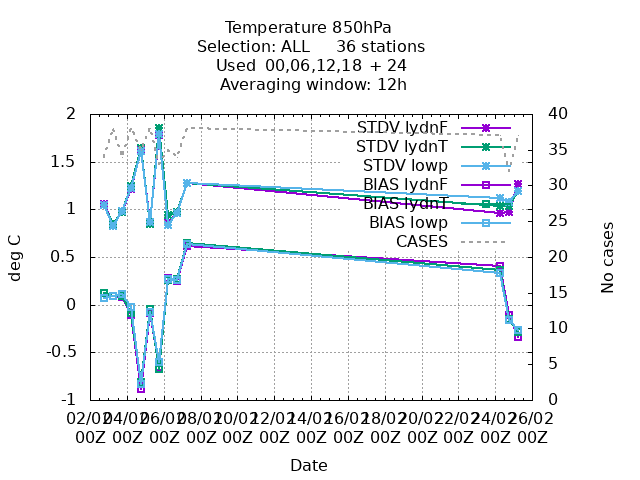 Temperature 850hPa
Selection: ALL 36 stations
Used 00,06,12,18 + 24
Averaging window: 12h
2
1.5
1
0.5
0
-0.5
-1
deg C
40
35
30
25
20
15
10
5
0
No cases
STDV lydnF
STDV lydnT
STDV lowp
BIAS lydnF
BIAS lydnT
BIAS lowp
CASES
02/02 04/02 06/02 08/02 10/02 12/02 14/02 16/02 18/02 20/02 22/02 24/02 26/02
00Z 00Z 00Z 00Z 00Z 00Z 00Z 00Z 00Z 00Z 00Z 00Z 00Z
Date